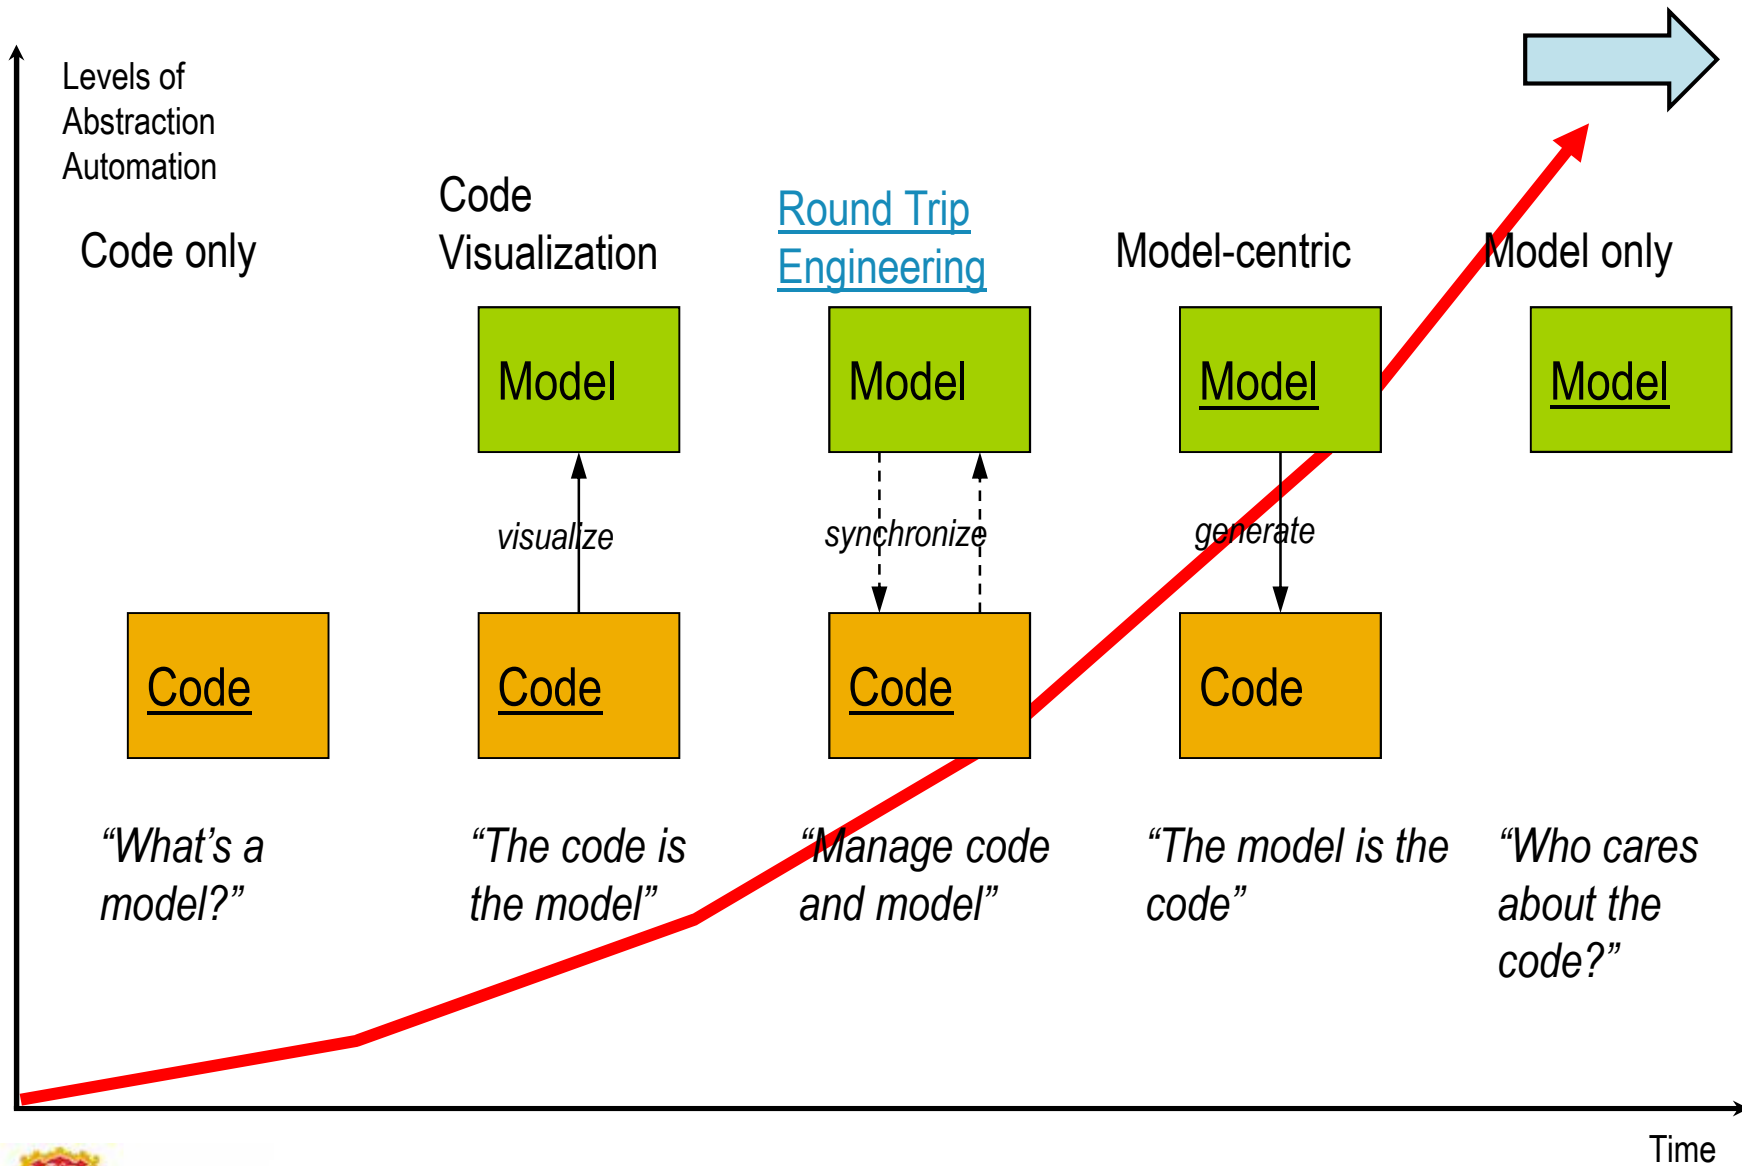 Levels of
Abstraction
Automation
Code only
Code
Visualization
Round Trip
Engineering
Model-centric
Model only
Model
Model
Model
Model
visualize
synchronize
generate
Code
Code
Code
Code
“What’s a
model?”
“The code is
the model”
“Manage code
and model”
“The model is the
code”
“Who cares
about the
code?”
Time